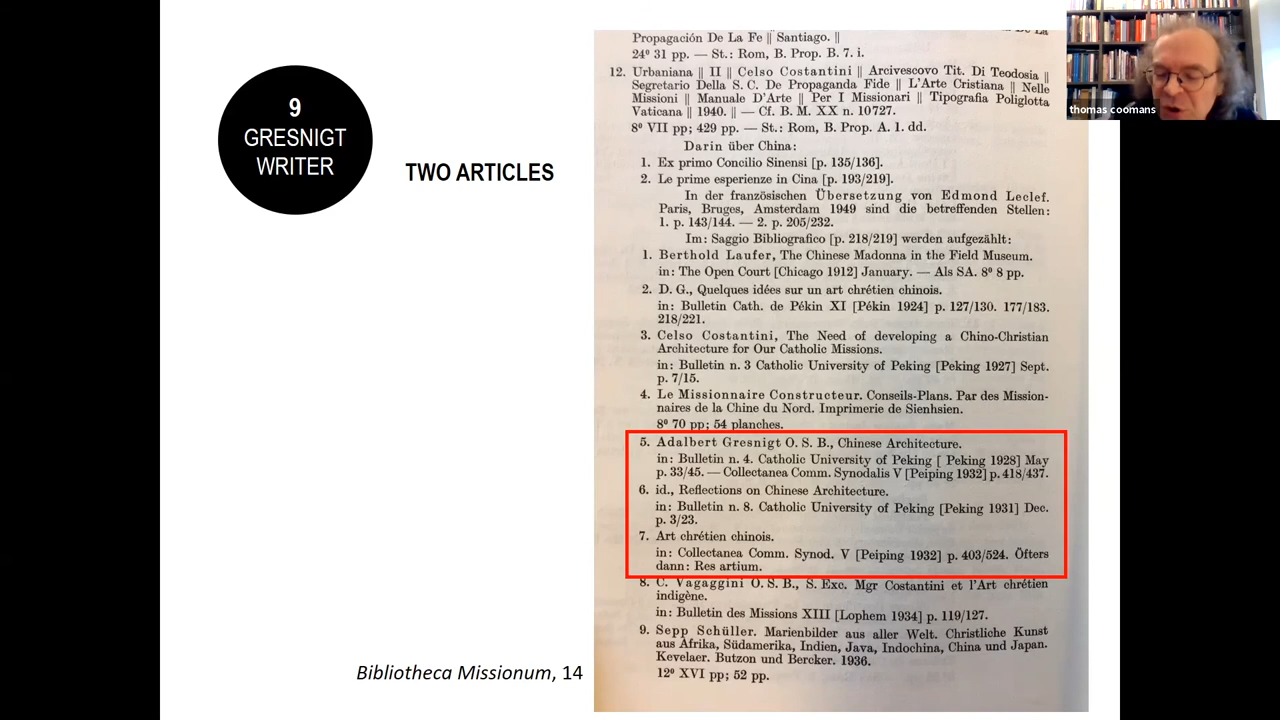 9
GRESNIGT
WRITER
TWO ARTICLES
Propagación De La Fe || Santiago. ||
24⁰ 31 pp. — St.: Rom, B. Prop. B. 7. i.
12. Urbaniana || II || Celso Costantini || Arcivescovo Tit. Di Teodosia ||
Segretario Della S. C. De Propaganda Fide || L'Arte Cristiana || Nelle
Missioni || Manuale D'Arte || Per I Missionari || Tipografia Poliglotta
Vaticana || 1940. || — Cf. B. M. XX n. 10727.
8⁰ VII pp; 429 pp. — St.: Rom, B. Prop. A. 1. dd.
Darin über China:
1. Ex primo Concilio Sinensi [p. 135/136].
2. Le prime esperienze in Cina [p. 193/219].
In der französischen Übersetzung von Edmond Leclef.
Paris, Bruges, Amsterdam 1949 sind die betreffenden Stellen:
1. p. 143/144. — 2. p. 205/232.
Im: Saggio Bibliografico [p. 218/219] werden aufgezählt:
1. Berthold Laufer, The Chinese Madonna in the Field Museum.
in: The Open Court [Chicago 1912] January. — Als SA. 8⁰ 8 pp.
2. D. G., Quelques idées sur un art chrétien chinois.
in: Bulletin Cath. de Pékin XI [Pékin 1924] p. 127/130. 177/183.
218/221.
3. Celso Costantini, The Need of developing a Chino-Christian
Architecture for Our Catholic Missions.
in: Bulletin n. 3 Catholic University of Peking [Peking 1927] Sept.
p. 7/15.
4. Le Missionnaire Constructeur. Conseils-Plans. Par des Mission-
naires de la Chine du Nord. Imprimerie de Sienhsien.
8⁰ 70 pp; 54 planches.
5. Adalbert Gresnigt O. S. B., Chinese Architecture.
in: Bulletin n. 4. Catholic University of Peking [ Peking 1928] May
p. 33/45. — Collectanea Comm. Synodalis V [Peiping 1932] p. 418/437.
6. id., Reflections on Chinese Architecture.
in: Bulletin n. 8. Catholic University of Peking [Peking 1931] Dec.
p. 3/23.
7. Art chrétien chinois.
in: Collectanea Comm. Synod. V [Peiping 1932] p. 403/524. Öfters
dann: Res artium.
8. C. Vagaggini O. S. B., S. Exc. Mgr Costantini et l'Art chrétien
indigène.
in: Bulletin des Missions XIII [Lophem 1934] p. 119/127.
9. Sepp Schüller. Marienbilder aus aller Welt. Christliche Kunst
aus Afrika, Südamerika, Indien, Java, Indochina, China und Japan.
Kevelaer. Butzon und Bercker. 1936.
12⁰ XVI pp; 52 pp.
Bibliotheca Missionum, 14
thomas coomans